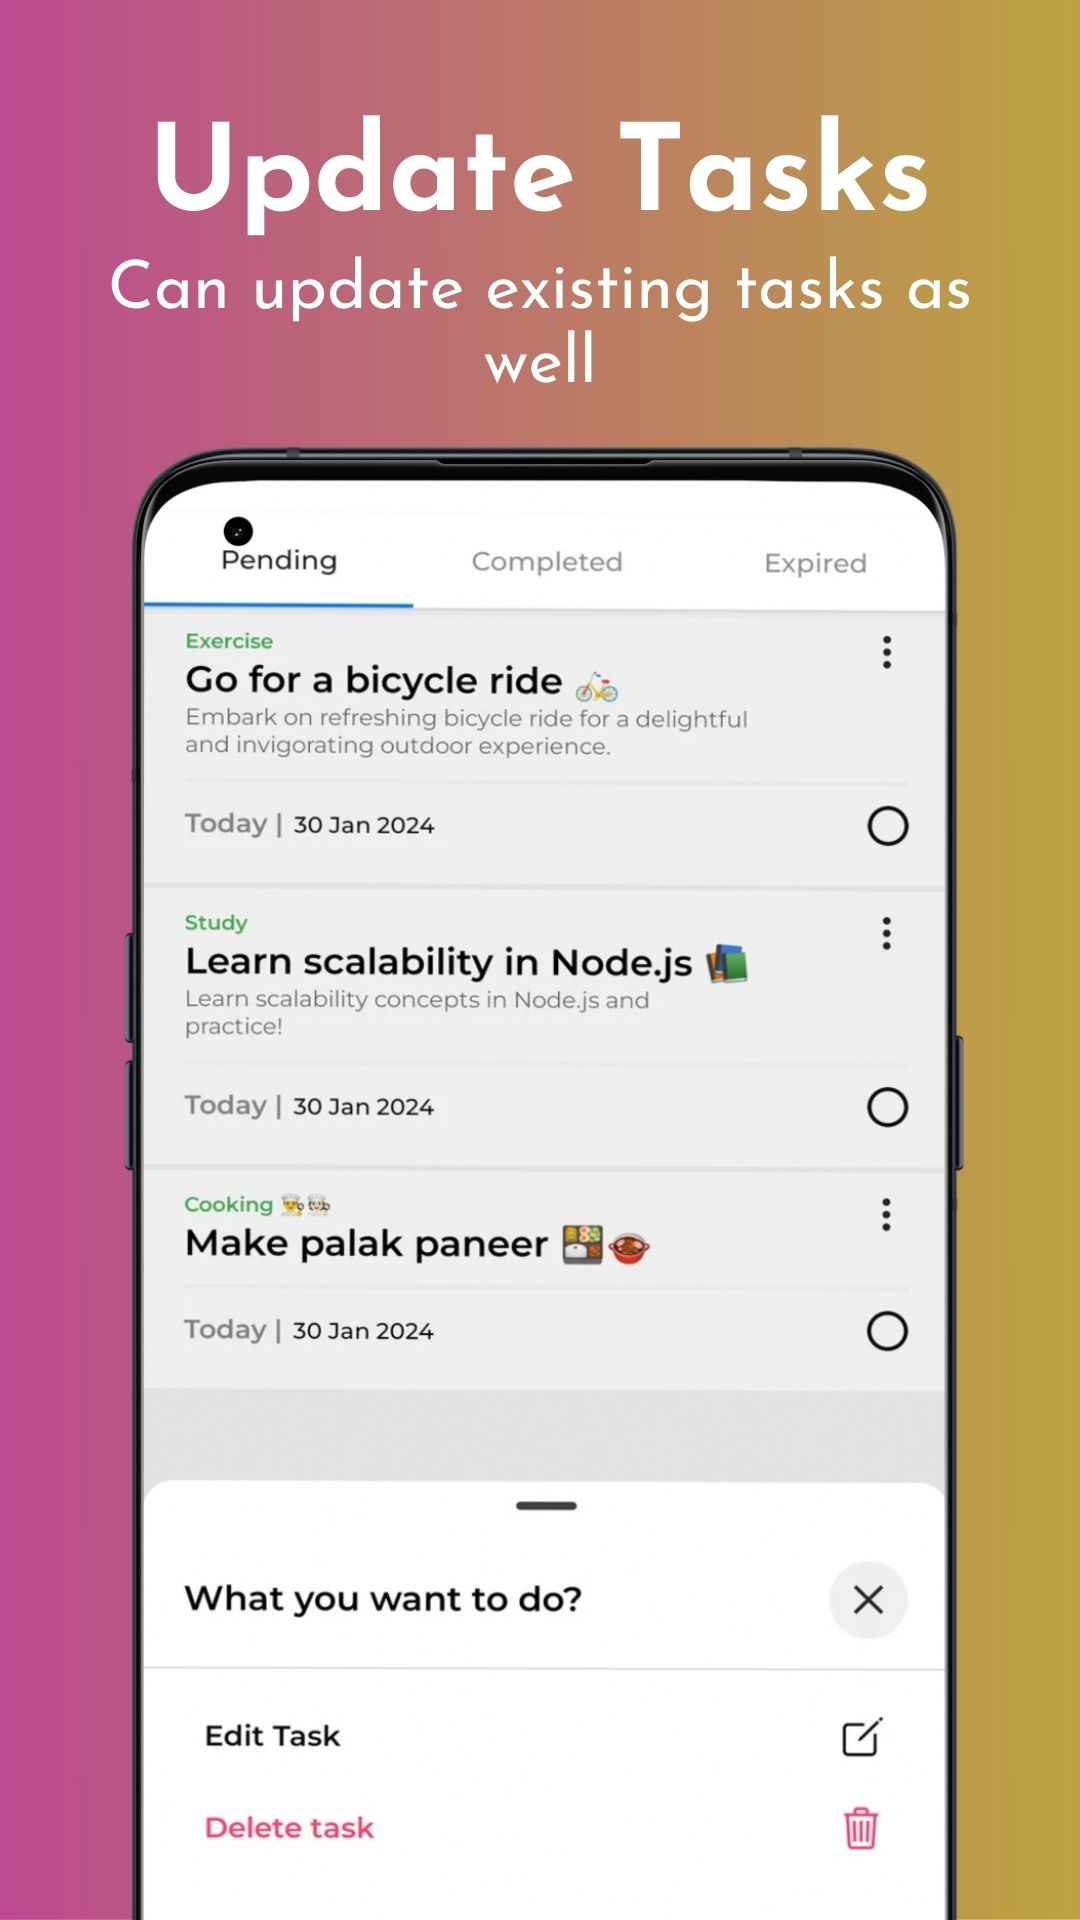 Update Tasks
Can update existing tasks as
well
Pending Completed Expired
Exercise
Go for a bicycle ride 🚲
Embark on refreshing bicycle ride for a delightful
and invigorating outdoor experience.
Today | 30 Jan 2024
Study
Learn scalability in Node.js 📚
Learn scalability concepts in Node.js and
practice!
Today | 30 Jan 2024
Cooking 👨‍🍳👩🏻‍🍳
Make palak paneer 🍱🍲
Today | 30 Jan 2024
What you want to do?
Edit Task
Delete task